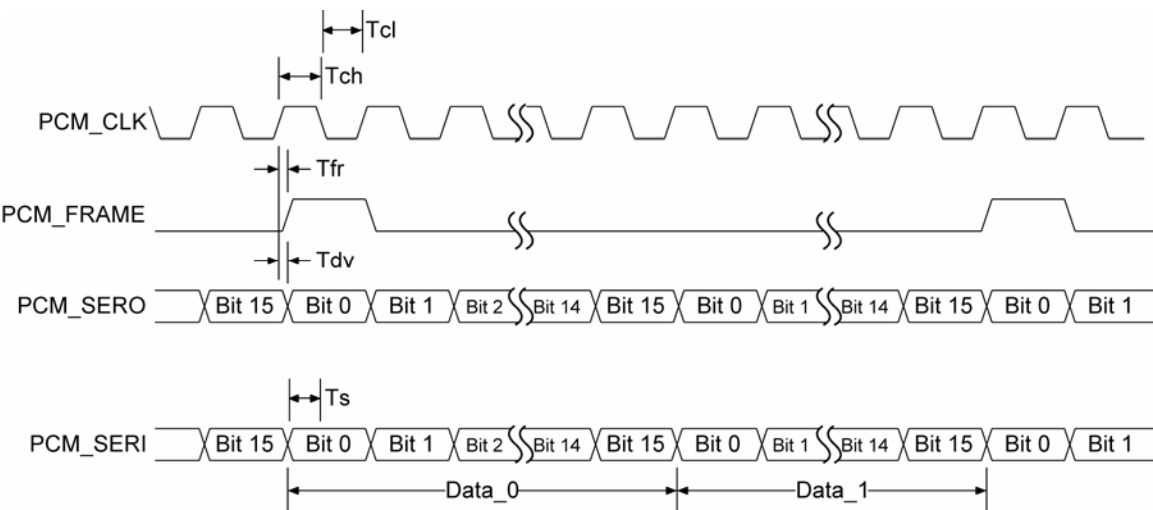 Tcl
Tch
PCM_CLK
Tfr
PCM_FRAME
Tdv
PCM_SERO Bit 15 Bit 0 Bit 1 Bit 2 Bit 14 Bit 15 Bit 0 Bit 1 Bit 14 Bit 15 Bit 0 Bit 1
Ts
PCM_SERI Bit 15 Bit 0 Bit 1 Bit 2 Bit 14 Bit 15 Bit 0 Bit 1 Bit 14 Bit 15 Bit 0 Bit 1
Data_0 Data_1